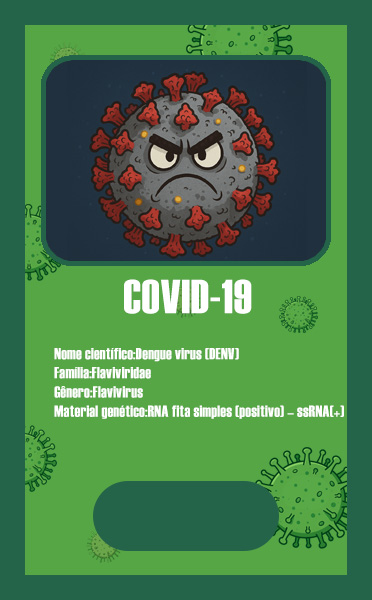 COVID-19
Nome científico:Dengue virus (DENV)
Família:Flaviviridae
Gênero:Flavivirus
Material genético:RNA fita simples (positivo) – ssRNA(+)